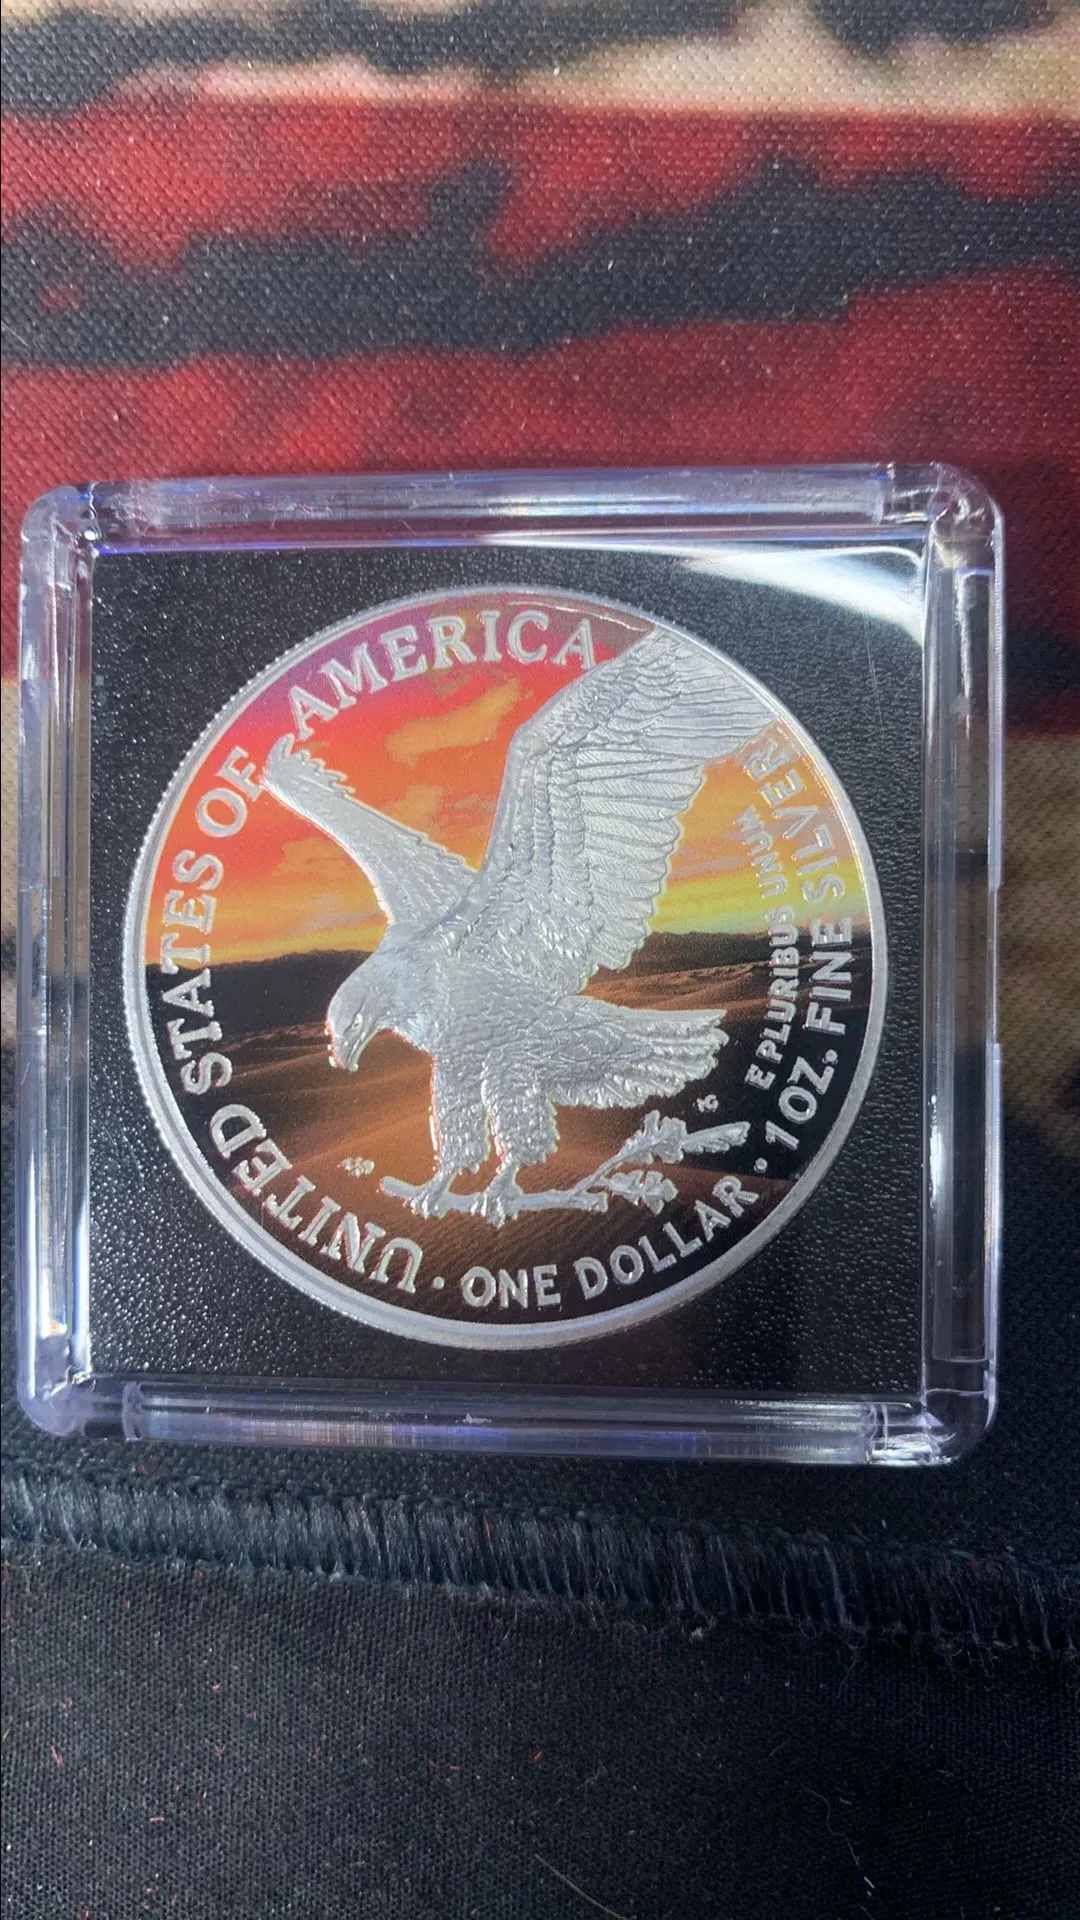 UNITED STATES OF AMERICA
E PLURIBUS UNUM
· 1 OZ. FINE SILVER
· ONE DOLLAR